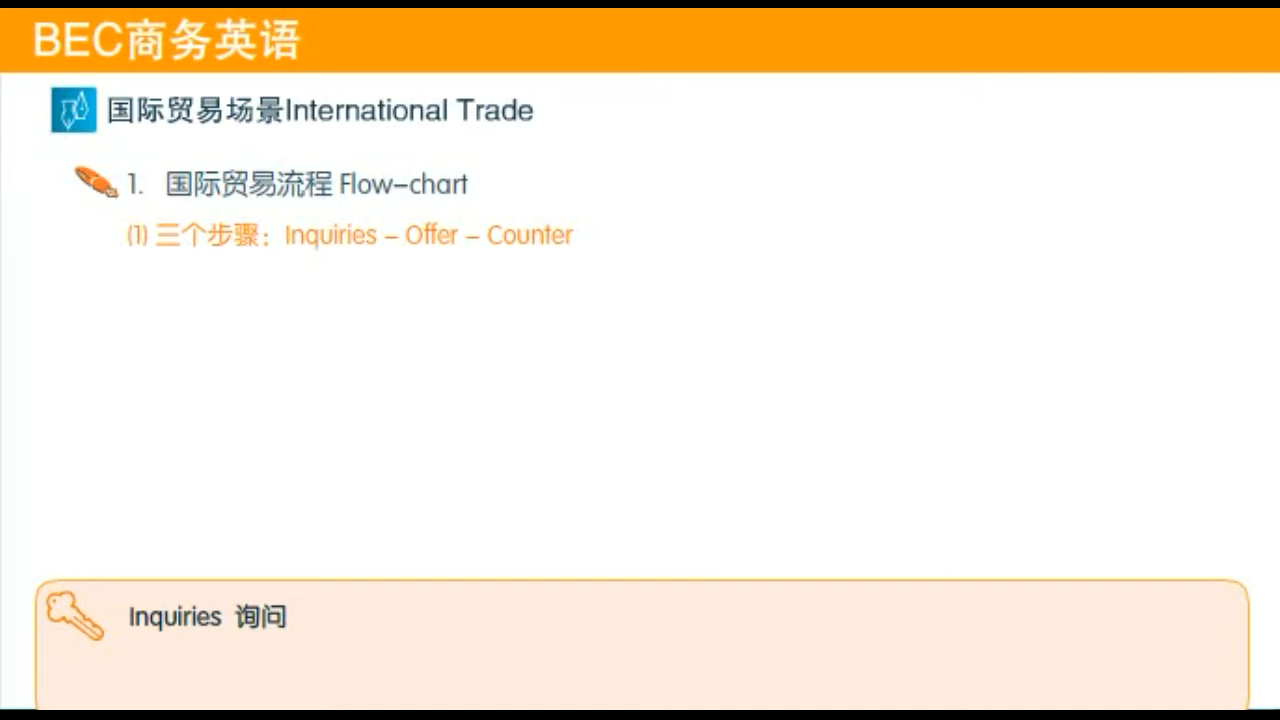 BEC商务英语
国际贸易场景International Trade
1. 国际贸易流程 Flow-chart
(1) 三个步骤：Inquiries - Offer - Counter
Inquiries 询问